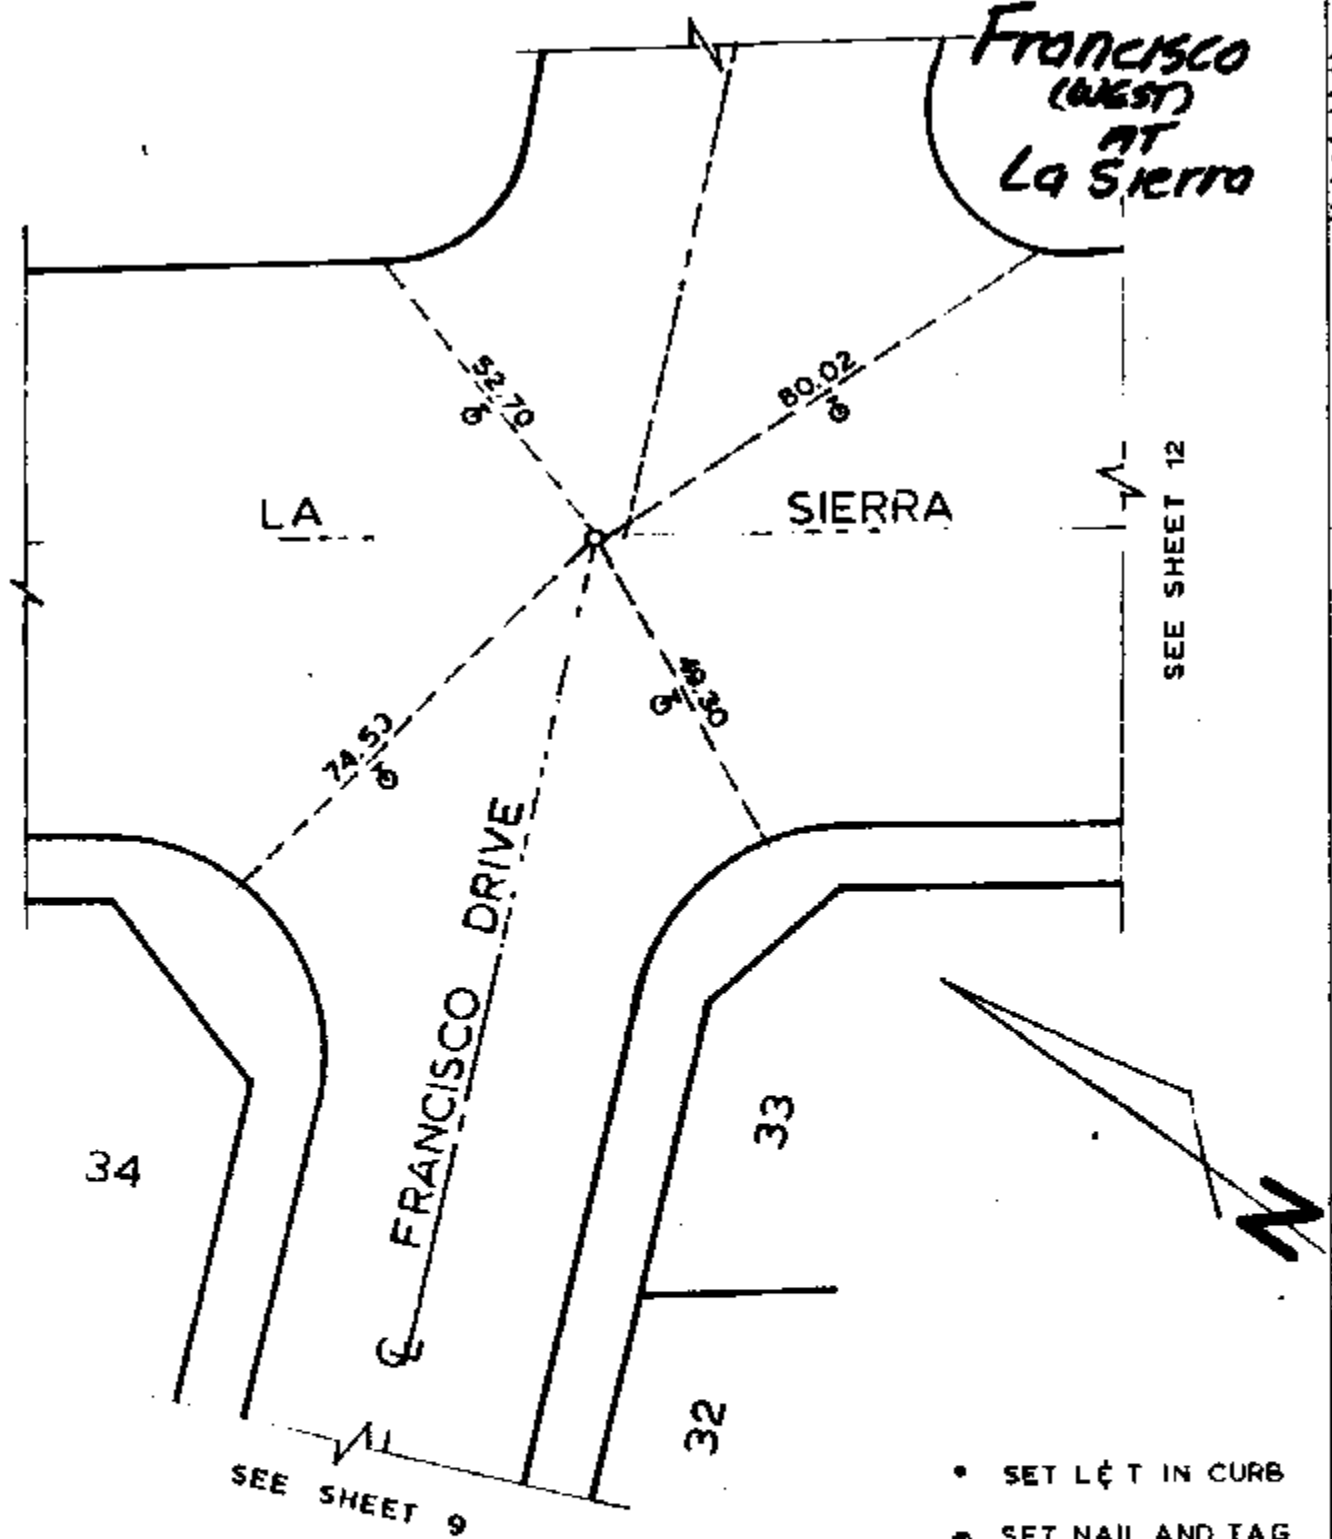 Francisco
(WEST)
AT
La Sierra
52.70
80.02
LA SIERRA
SEE SHEET 12
74.50
FRANCISCO DRIVE
34
33
32
N
SEE SHEET 9
• SET L & T IN CURB
SET NAIL AND TAG